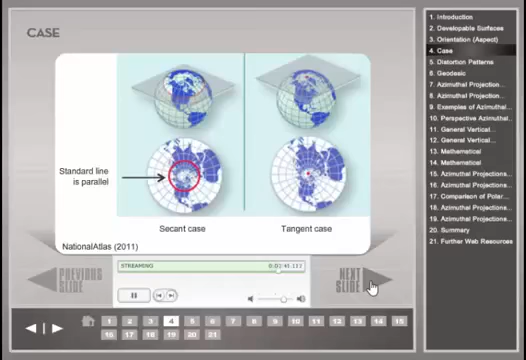 CASE
Standard line
is parallel
Secant case
Tangent case
NationalAtlas (2011)
STREAMING
PREVIOUS
SLIDE
NEXT
SLIDE
1 2 3 4 5 6 7 8 9 10 11 12 13 14 15
16 17 18 19 20 21
1. Introduction
2. Developable Surfaces
3. Orientation (Aspect)
4. Case
5. Distortion Patterns
6. Geodesic
7. Azimuthal Projection...
8. Azimuthal Projection...
9. Examples of Azimuthal...
10. Perspective Azimuthal...
11. General Vertical...
12. General Vertical...
13. Mathematical
14. Mathematical
15. Azimuthal Projections...
16. Azimuthal Projections...
17. Comparison of Polar...
18. Azimuthal Projections...
19. Azimuthal Projections...
20. Summary
21. Further Web Resources